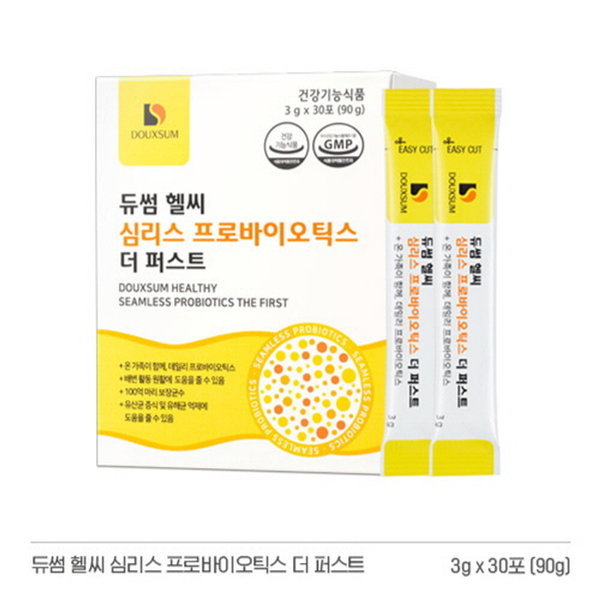 건강기능식품
3 g x 30포 (90 g)
DOUXSUM
건강
기능식품
GMP
듀썸 헬씨
심리스 프로바이오틱스
더 퍼스트
DOUXSUM HEALTHY
SEAMLESS PROBIOTICS THE FIRST
+ 온 가족이 함께, 데일리 프로바이오틱스
+ 배변 활동 원활에 도움을 줄 수 있음
+ 100억 마리 보장균수
+ 유산균 증식 및 유해균 억제에
도움을 줄 수 있음
SEAMLESS PROBIOTICS
SEAMLESS PROBIOTICS
EASY CUT
DOUXSUM
듀썸 헬씨
심리스 프로바이오틱스 더 퍼스트
+ 온 가족이 함께, 데일리 프로바이오틱스
EASY CUT
DOUXSUM
듀썸 헬씨
심리스 프로바이오틱스 더 퍼스트
+ 온 가족이 함께, 데일리 프로바이오틱스
듀썸 헬씨 심리스 프로바이오틱스 더 퍼스트
3g x 30포 (90g)